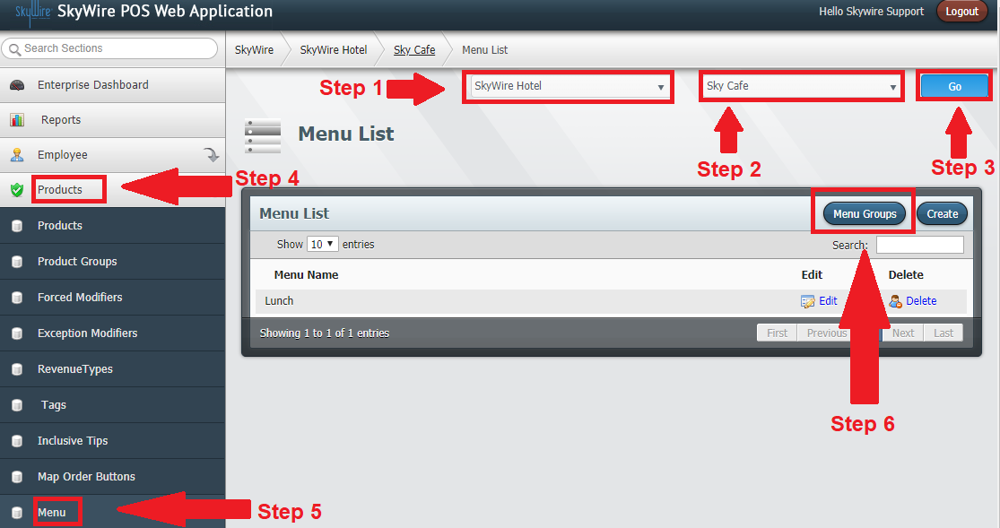 SkyWire SkyWire POS Web Application
Hello Skywire Support Logout
Search Sections
SkyWire SkyWire Hotel Sky Cafe Menu List
Step 1 SkyWire Hotel Sky Cafe Go
Enterprise Dashboard
Reports
Menu List
Employee
Step 2 Step 3
Products Step 4
Menu List Menu Groups Create
Products
Show 10 entries Search:
Product Groups
Menu Name Edit Delete
Forced Modifiers
Lunch Edit Delete
Exception Modifiers
Showing 1 to 1 of 1 entries First Previous Next Last
RevenueTypes
Tags
Step 6
Inclusive Tips
Map Order Buttons
Menu Step 5